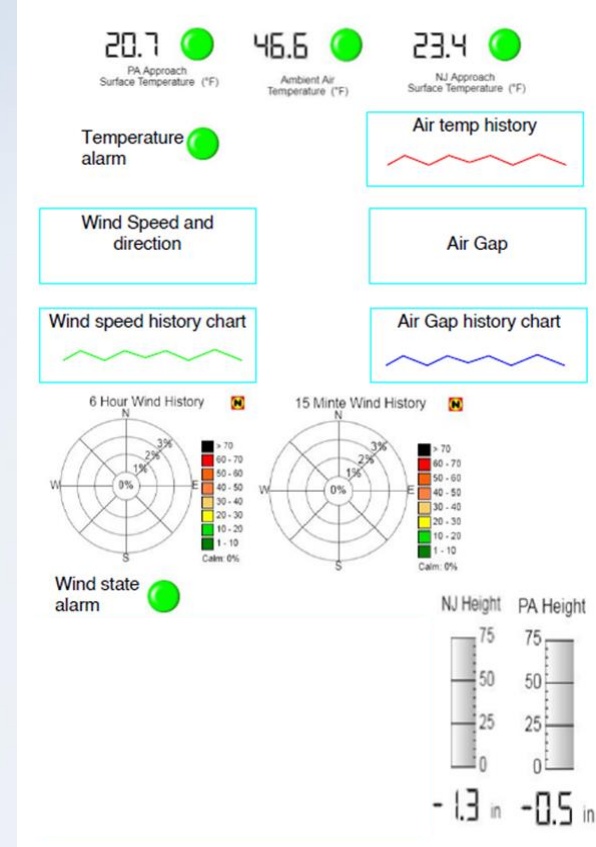 20.7
46.6
23.4
PA Approach
Surface Temperature (°F)
Ambient Air
Temperature (°F)
NJ Approach
Surface Temperature (°F)
Temperature
alarm
Air temp history
Wind Speed and
direction
Air Gap
Wind speed history chart
Air Gap history chart
6 Hour Wind History N
N
3%
2%
1%
0%
W
E
S
> 70
60 - 70
50 - 60
40 - 50
30 - 40
20 - 30
10 - 20
1 - 10
Calm: 0%
15 Minte Wind History N
N
3%
2%
1%
0%
W
E
S
> 70
60 - 70
50 - 60
40 - 50
30 - 40
20 - 30
10 - 20
1 - 10
Calm: 0%
Wind state
alarm
NJ Height
75
50
25
0
-1.3 in
PA Height
75
50
25
0
-0.5 in